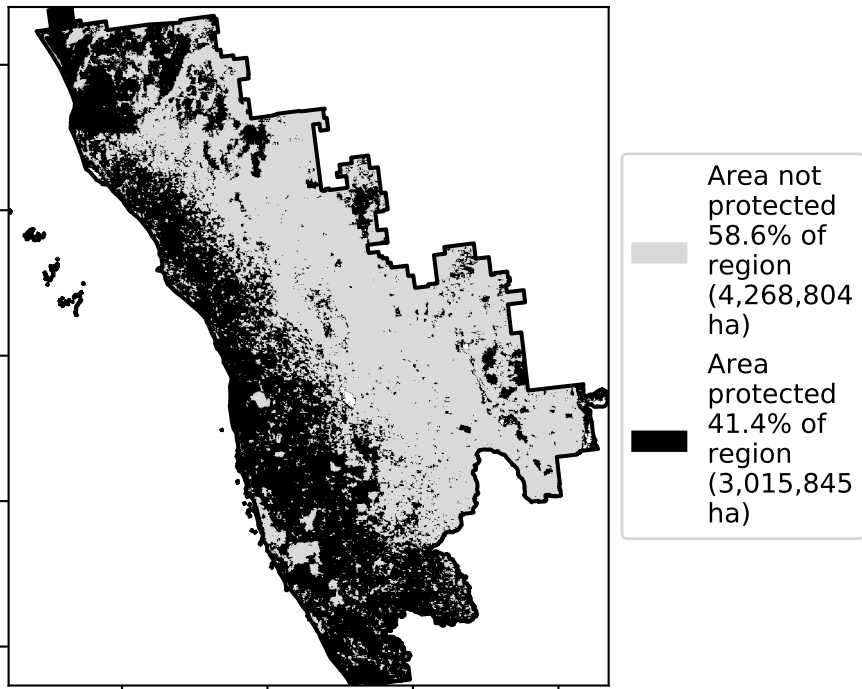 Area not
protected
58.6% of
region
(4,268,804
ha)
Area
protected
41.4% of
region
(3,015,845
ha)